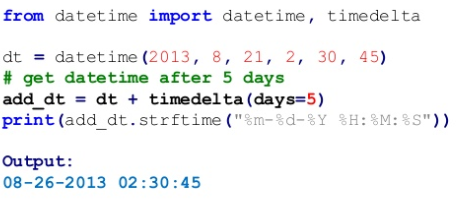 from datetime import datetime, timedelta
dt = datetime(2013, 8, 21, 2, 30, 45)
# get datetime after 5 days
add_dt = dt + timedelta(days=5)
print(add_dt.strftime("%m-%d-%Y %H:%M:%S"))
Output:
08-26-2013 02:30:45